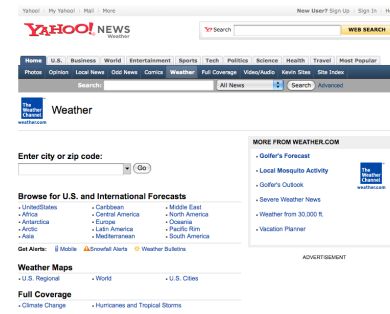 Yahoo! My Yahoo! Mail More New User? Sign Up Sign In
YAHOO! NEWS
Weather
Search WEB SEARCH
Home U.S. Business World Entertainment Sports Tech Politics Science Health Travel Most Popular
Photos Opinion Local News Odd News Comics Weather Full Coverage Video/Audio Kevin Sites Site Index
Search: All News Search Advanced
The
Weather
Channel
weather.com
Weather
MORE FROM WEATHER.COM
• Golfer's Forecast
• Local Mosquito Activity
• Golfer's Outlook
• Severe Weather News
• Weather from 30,000 ft.
• Vacation Planner
The
Weather
Channel
weather.com
ADVERTISEMENT
Enter city or zip code:
Go
Browse for U.S. and International Forecasts
• UnitedStates • Caribbean • Middle East
• Africa • Central America • North America
• Antarctica • Europe • Oceania
• Arctic • Latin America • Pacific Rim
• Asia • Mediterranean • South America
Get Alerts: Mobile Snowfall Alerts Weather Bulletins
Weather Maps
• U.S. Regional • World • U.S. Cities
Full Coverage
• Climate Change • Hurricanes and Tropical Storms